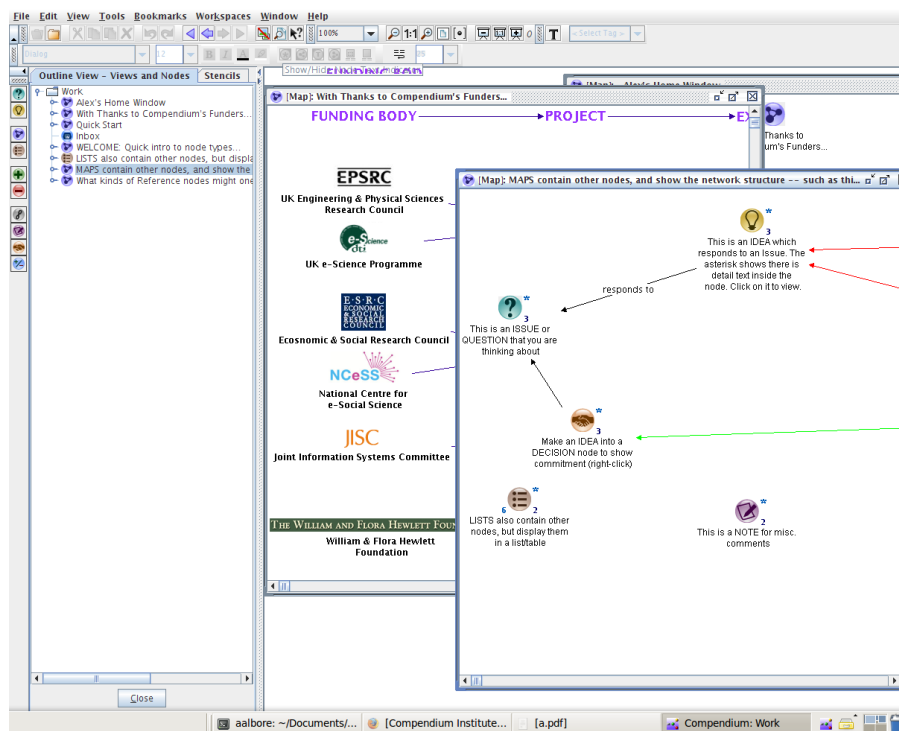 File Edit View Tools Bookmarks Workspaces Window Help
100%
1:1
T
< Select Tag >
Dialog
12
B I A
Show/Hide
Outline View - Views and Nodes
Stencils
Work
Alex's Home Window
With Thanks to Compendium's Funders...
Quick Start
Inbox
WELCOME: Quick intro to node types...
LISTS also contain other nodes, but displa
MAPS contain other nodes, and show the
What kinds of Reference nodes might one
Close
[Map]: With Thanks to Compendium's Funders...
FUNDING BODY
PROJECT
EX
EPSRC
UK Engineering & Physical Sciences
Research Council
e-Science
dti
UK e-Science Programme
E·S·R·C
ECONOMIC
& SOCIAL
RESEARCH
COUNCIL
Ecosnomic & Social Research Council
NCeSS
National Centre for
e-Social Science
JISC
Joint Information Systems Committee
THE WILLIAM AND FLORA HEWLETT FOUN
William & Flora Hewlett
Foundation
Thanks to
um's Funders...
[Map]: MAPS contain other nodes, and show the network structure -- such as thi...
*
3
This is an IDEA which
responds to an Issue. The
asterisk shows there is
detail text inside the
node. Click on it to view.
responds to
?
*
3
This is an ISSUE or
QUESTION that you are
thinking about
*
3
Make an IDEA into a
DECISION node to show
commitment (right-click)
*
6 2
LISTS also contain other
nodes, but display them
in a list/table
*
2
This is a NOTE for misc.
comments
aalbore: ~/Documents/...
[Compendium Institute...
[a.pdf]
Compendium: Work